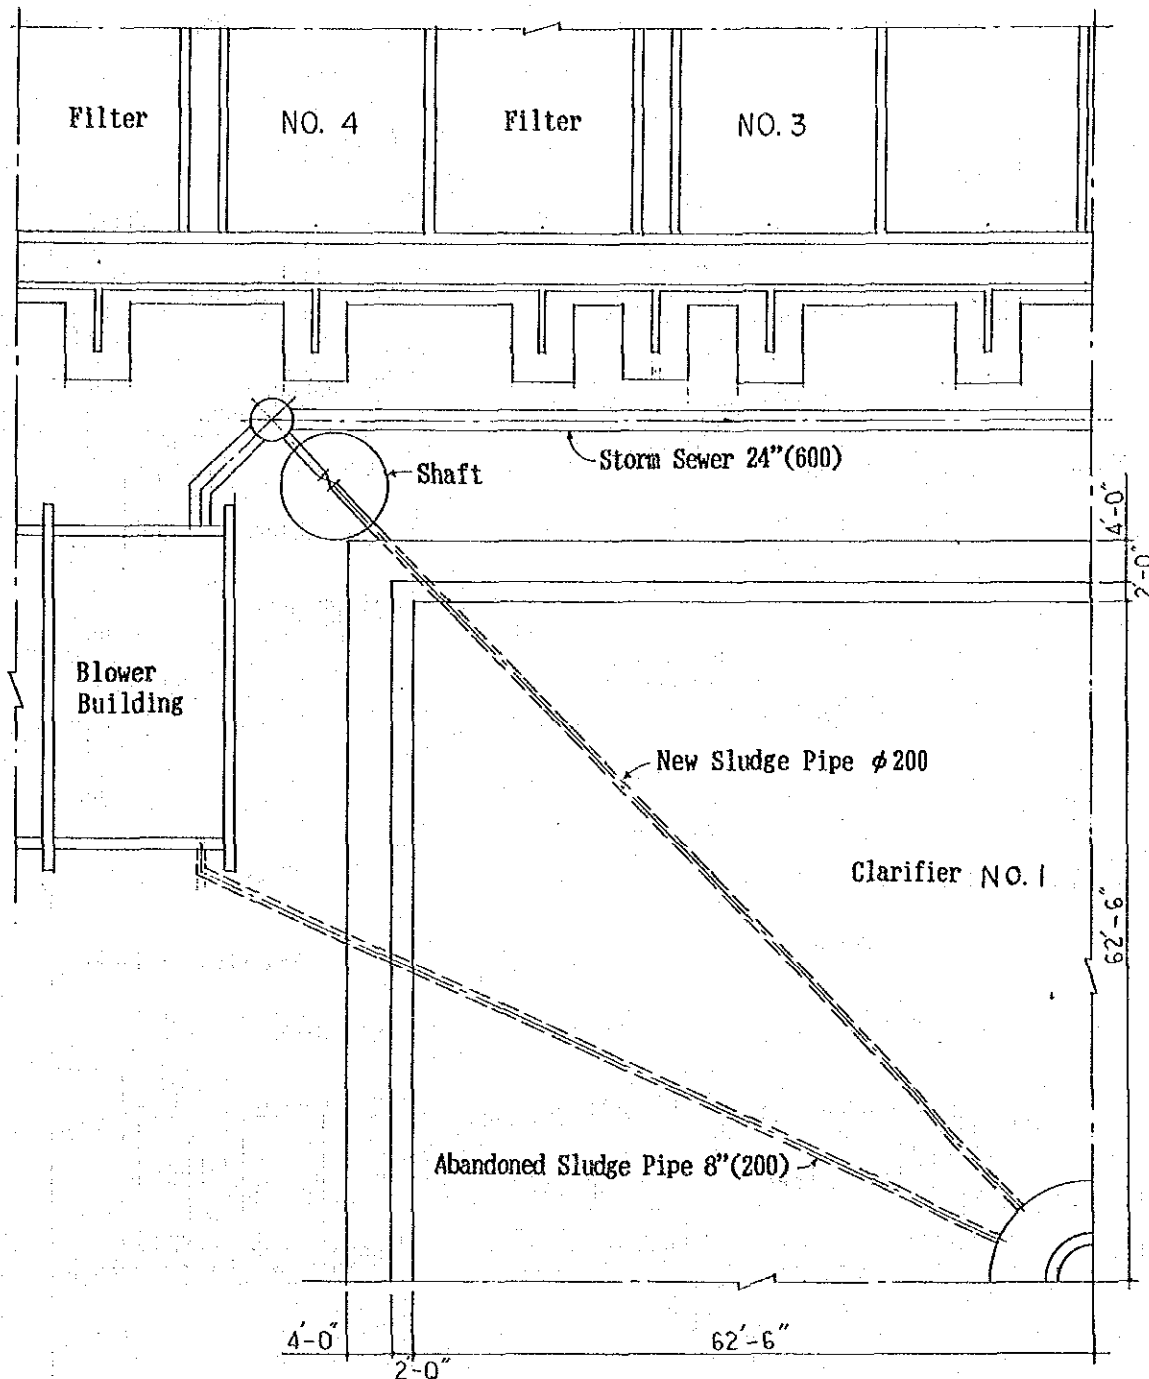 Filter
NO. 4
Filter
NO. 3
Storm Sewer 24"(600)
Shaft
4'-0"
2'-0"
Blower
Building
New Sludge Pipe φ200
Clarifier NO. 1
62'-6"
Abandoned Sludge Pipe 8"(200)
4'-0"
62'-6"
2'-0"